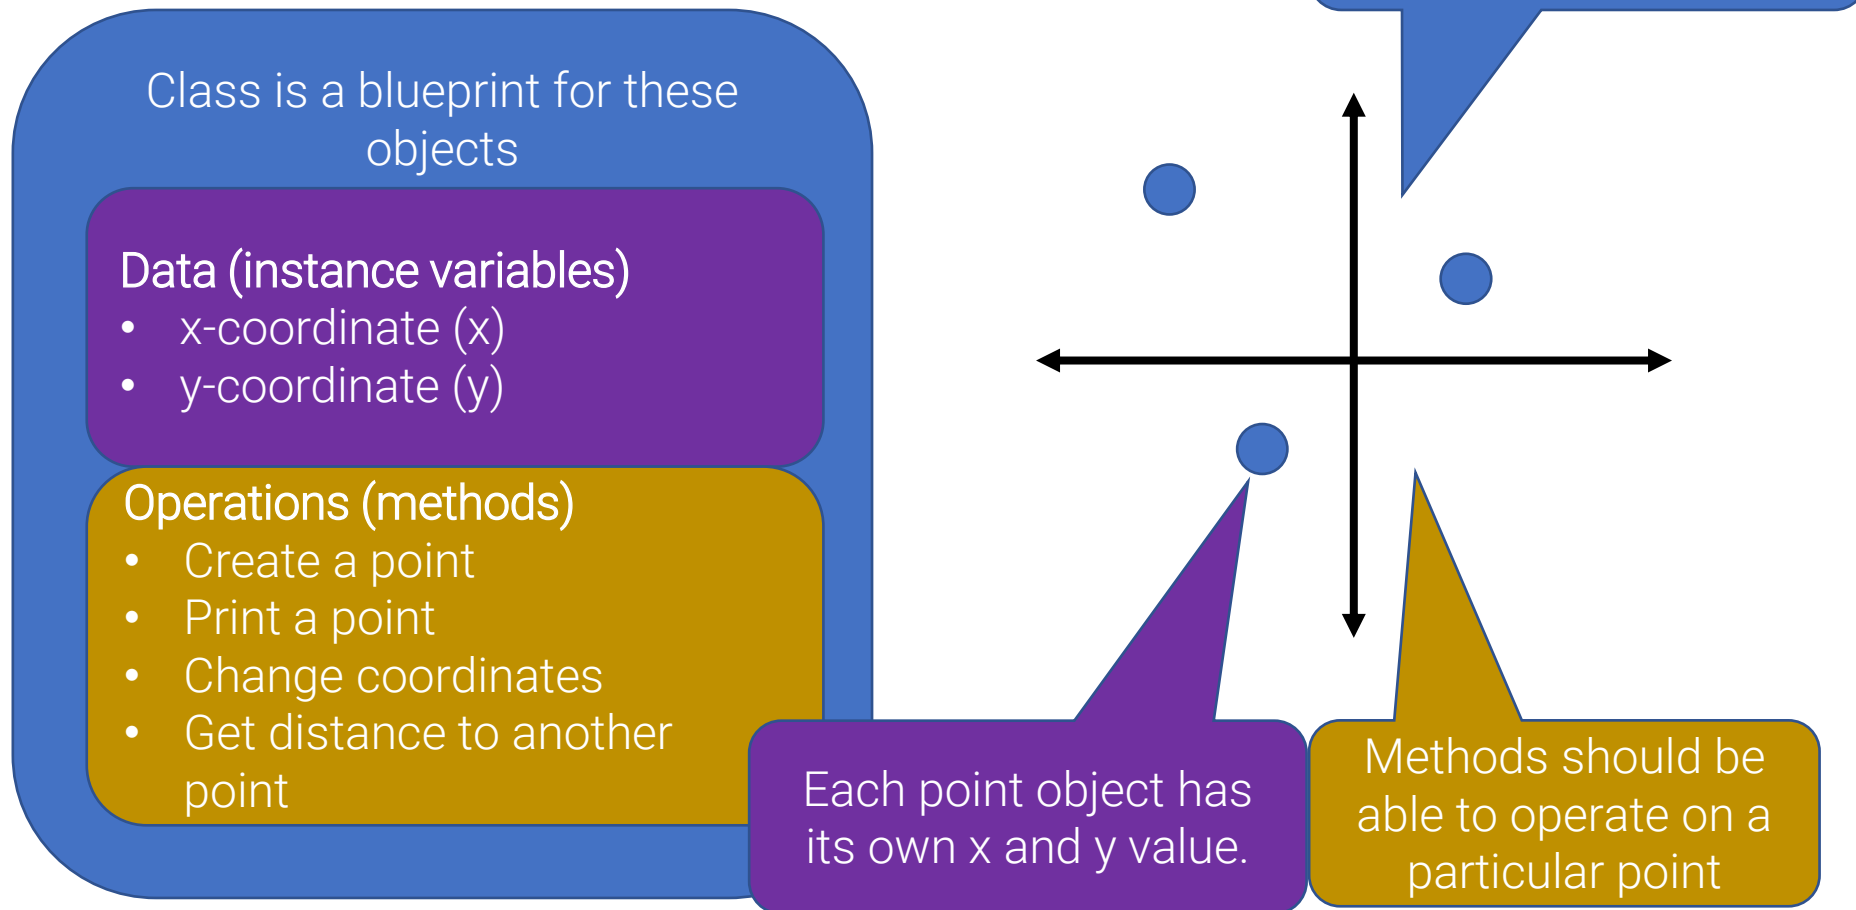 Class is a blueprint for these
objects
Data (instance variables)
• x-coordinate (x)
• y-coordinate (y)
Operations (methods)
• Create a point
• Print a point
• Change coordinates
• Get distance to another
point
Each point object has
its own x and y value.
Methods should be
able to operate on a
particular point